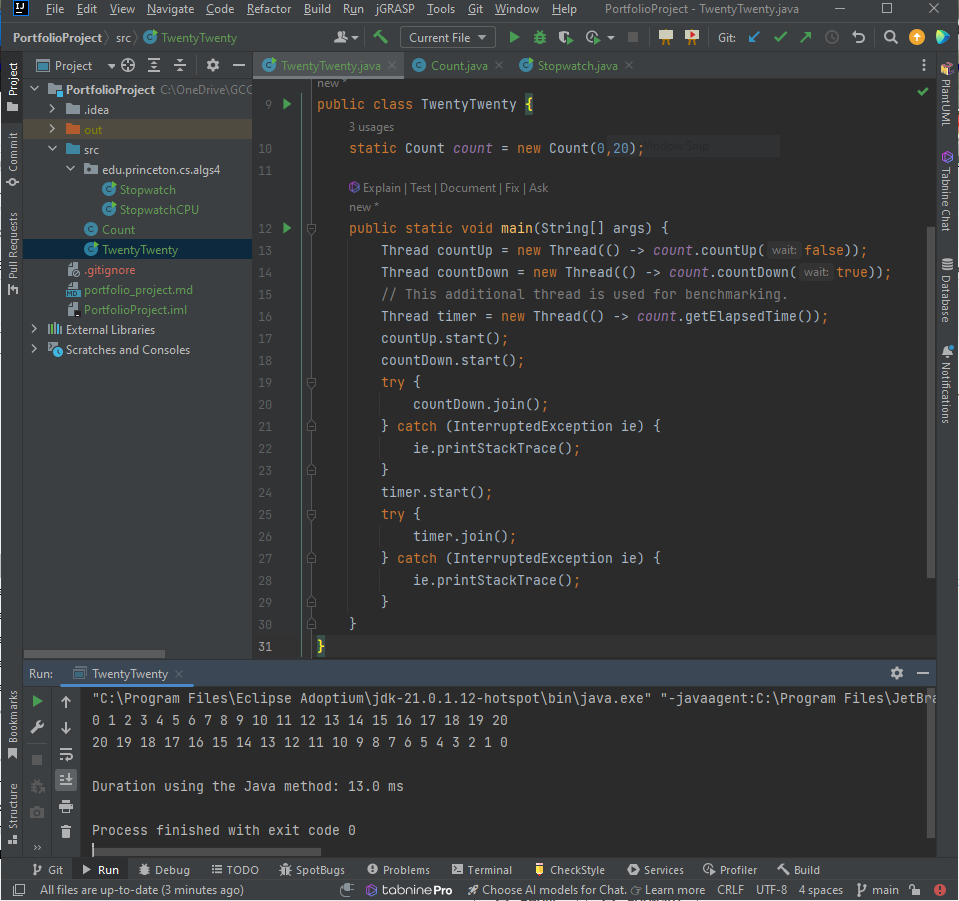 File Edit View Navigate Code Refactor Build Run jGRASP Tools Git Window Help PortfolioProject - TwentyTwenty.java
PortfolioProject src TwentyTwenty Current File Git:
Project
TwentyTwenty.java Count.java Stopwatch.java
Project
Commit
Pull Requests
Bookmarks
Structure
PortfolioProject C:\OneDrive\GCC
.idea
out
src
edu.princeton.cs.algs4
Stopwatch
StopwatchCPU
Count
TwentyTwenty
.gitignore
portfolio_project.md
PortfolioProject.iml
External Libraries
Scratches and Consoles
new *
9 public class TwentyTwenty {
3 usages
10 static Count count = new Count(0,20);
11
Explain | Test | Document | Fix | Ask
new *
12 public static void main(String[] args) {
13 Thread countUp = new Thread(() -> count.countUp( wait: false));
14 Thread countDown = new Thread(() -> count.countDown( wait: true));
15 // This additional thread is used for benchmarking.
16 Thread timer = new Thread(() -> count.getElapsedTime());
17 countUp.start();
18 countDown.start();
19 try {
20 countDown.join();
21 } catch (InterruptedException ie) {
22 ie.printStackTrace();
23 }
24 timer.start();
25 try {
26 timer.join();
27 } catch (InterruptedException ie) {
28 ie.printStackTrace();
29 }
30 }
31 }
PlantUML
Tabnine Chat
Database
Notifications
Run: TwentyTwenty
"C:\Program Files\Eclipse Adoptium\jdk-21.0.1.12-hotspot\bin\java.exe" "-javaagent:C:\Program Files\JetBra
0 1 2 3 4 5 6 7 8 9 10 11 12 13 14 15 16 17 18 19 20
20 19 18 17 16 15 14 13 12 11 10 9 8 7 6 5 4 3 2 1 0
Duration using the Java method: 13.0 ms
Process finished with exit code 0
Git Run Debug TODO SpotBugs Problems Terminal CheckStyle Services Profiler Build
All files are up-to-date (3 minutes ago) tabnine Pro Choose AI models for Chat. Learn more CRLF UTF-8 4 spaces main